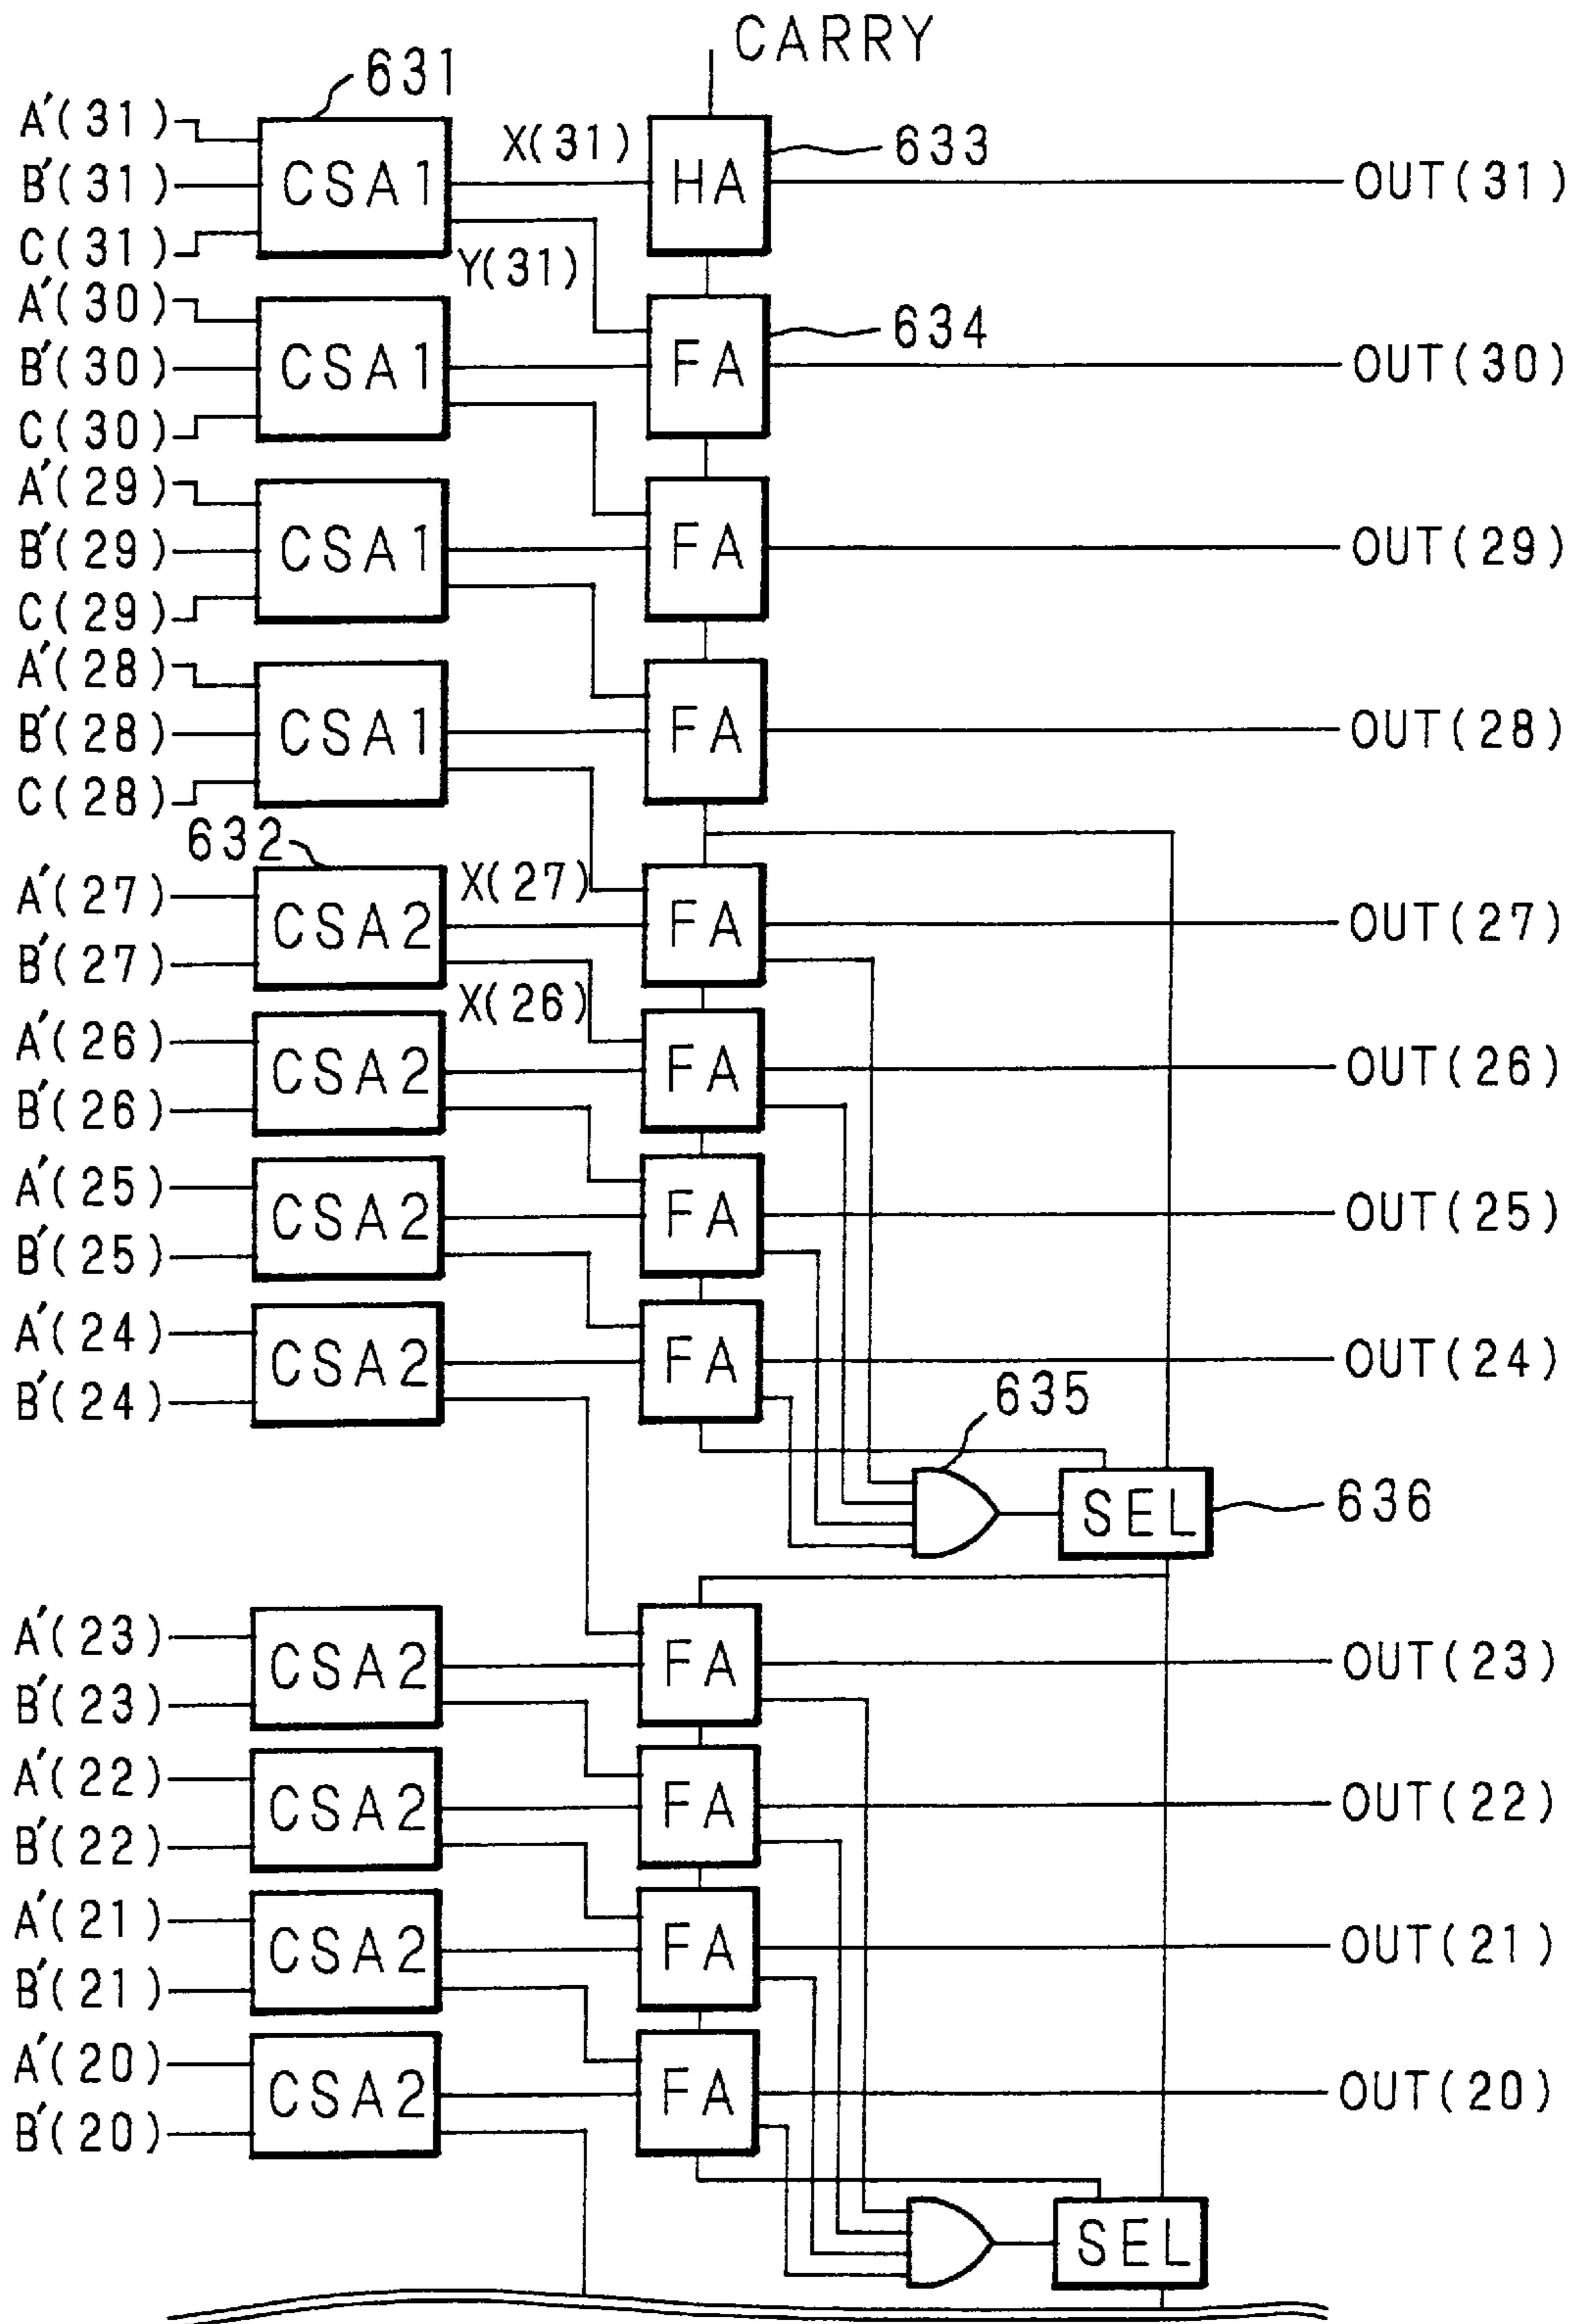 CARRY
631
A′(31)
B′(31)
C(31)
CSA1
X(31)
Y(31)
HA
633
OUT(31)
A′(30)
B′(30)
C(30)
CSA1
FA
634
OUT(30)
A′(29)
B′(29)
C(29)
CSA1
FA
OUT(29)
A′(28)
B′(28)
C(28)
CSA1
FA
OUT(28)
632
A′(27)
B′(27)
CSA2
X(27)
X(26)
FA
OUT(27)
A′(26)
B′(26)
CSA2
FA
OUT(26)
A′(25)
B′(25)
CSA2
FA
OUT(25)
A′(24)
B′(24)
CSA2
FA
OUT(24)
635
SEL
636
A′(23)
B′(23)
CSA2
FA
OUT(23)
A′(22)
B′(22)
CSA2
FA
OUT(22)
A′(21)
B′(21)
CSA2
FA
OUT(21)
A′(20)
B′(20)
CSA2
FA
OUT(20)
SEL